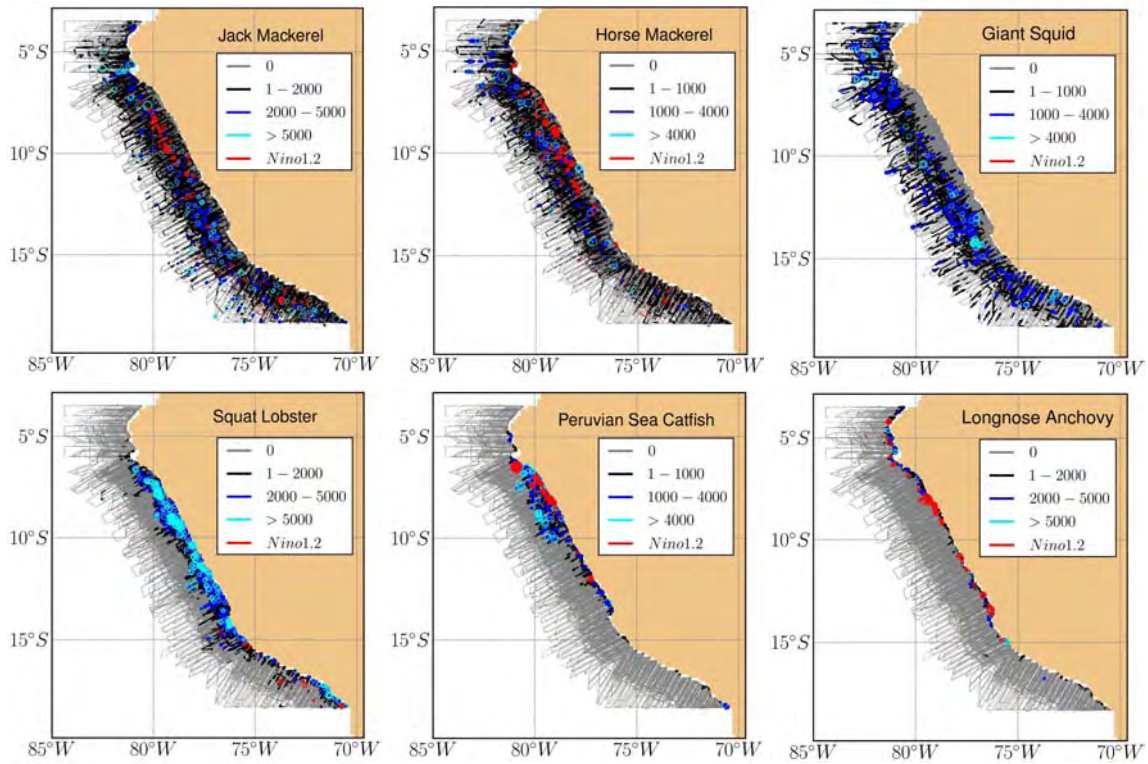 Jack Mackerel
0
1 − 2000
2000 − 5000
> 5000
Nino1.2
5°S
10°S
15°S
85°W
80°W
75°W
70°W
Horse Mackerel
0
1 − 1000
1000 − 4000
> 4000
Nino1.2
5°S
10°S
15°S
85°W
80°W
75°W
70°W
Giant Squid
0
1 − 1000
1000 − 4000
> 4000
Nino1.2
5°S
10°S
15°S
85°W
80°W
75°W
70°W
Squat Lobster
0
1 − 2000
2000 − 5000
> 5000
Nino1.2
5°S
10°S
15°S
85°W
80°W
75°W
70°W
Peruvian Sea Catfish
0
1 − 1000
1000 − 4000
> 4000
Nino1.2
5°S
10°S
15°S
85°W
80°W
75°W
70°W
Longnose Anchovy
0
1 − 2000
2000 − 5000
> 5000
Nino1.2
5°S
10°S
15°S
85°W
80°W
75°W
70°W